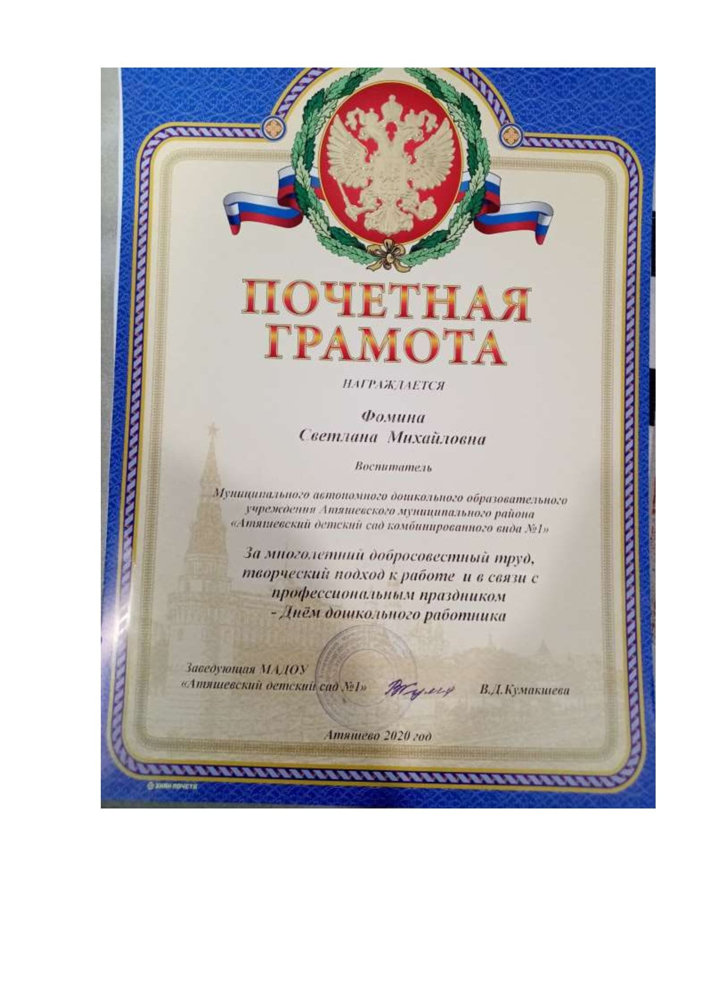 ПОЧЕТНАЯ
ГРАМОТА
НАГРАЖДАЕТСЯ
Фомина
Светлана Михайловна
Воспитатель
Муниципального автономного дошкольного образовательного
учреждения Атяшевского муниципального района
«Атяшевский детский сад комбинированного вида №1»
За многолетний добросовестный труд,
творческий подход к работе и в связи с
профессиональным праздником
- Днём дошкольного работника
Заведующая МАДОУ
«Атяшевский детский сад №1» В.Д.Кумакшева
Атяшево 2020 год